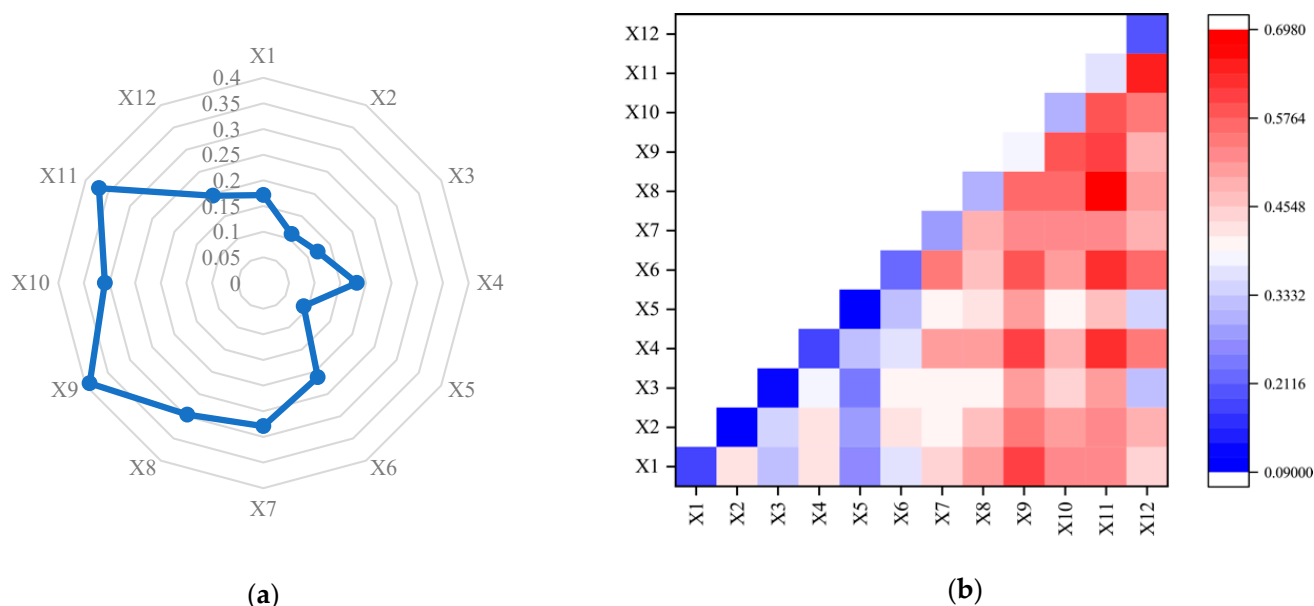 X1
X2
X3
X4
X5
X6
X7
X8
X9
X10
X11
X12
0.4
0.35
0.3
0.25
0.2
0.15
0.1
0.05
0
(a)
X12
X11
X10
X9
X8
X7
X6
X5
X4
X3
X2
X1
X1 X2 X3 X4 X5 X6 X7 X8 X9 X10 X11 X12
0.6980
0.5764
0.4548
0.3332
0.2116
0.09000
(b)